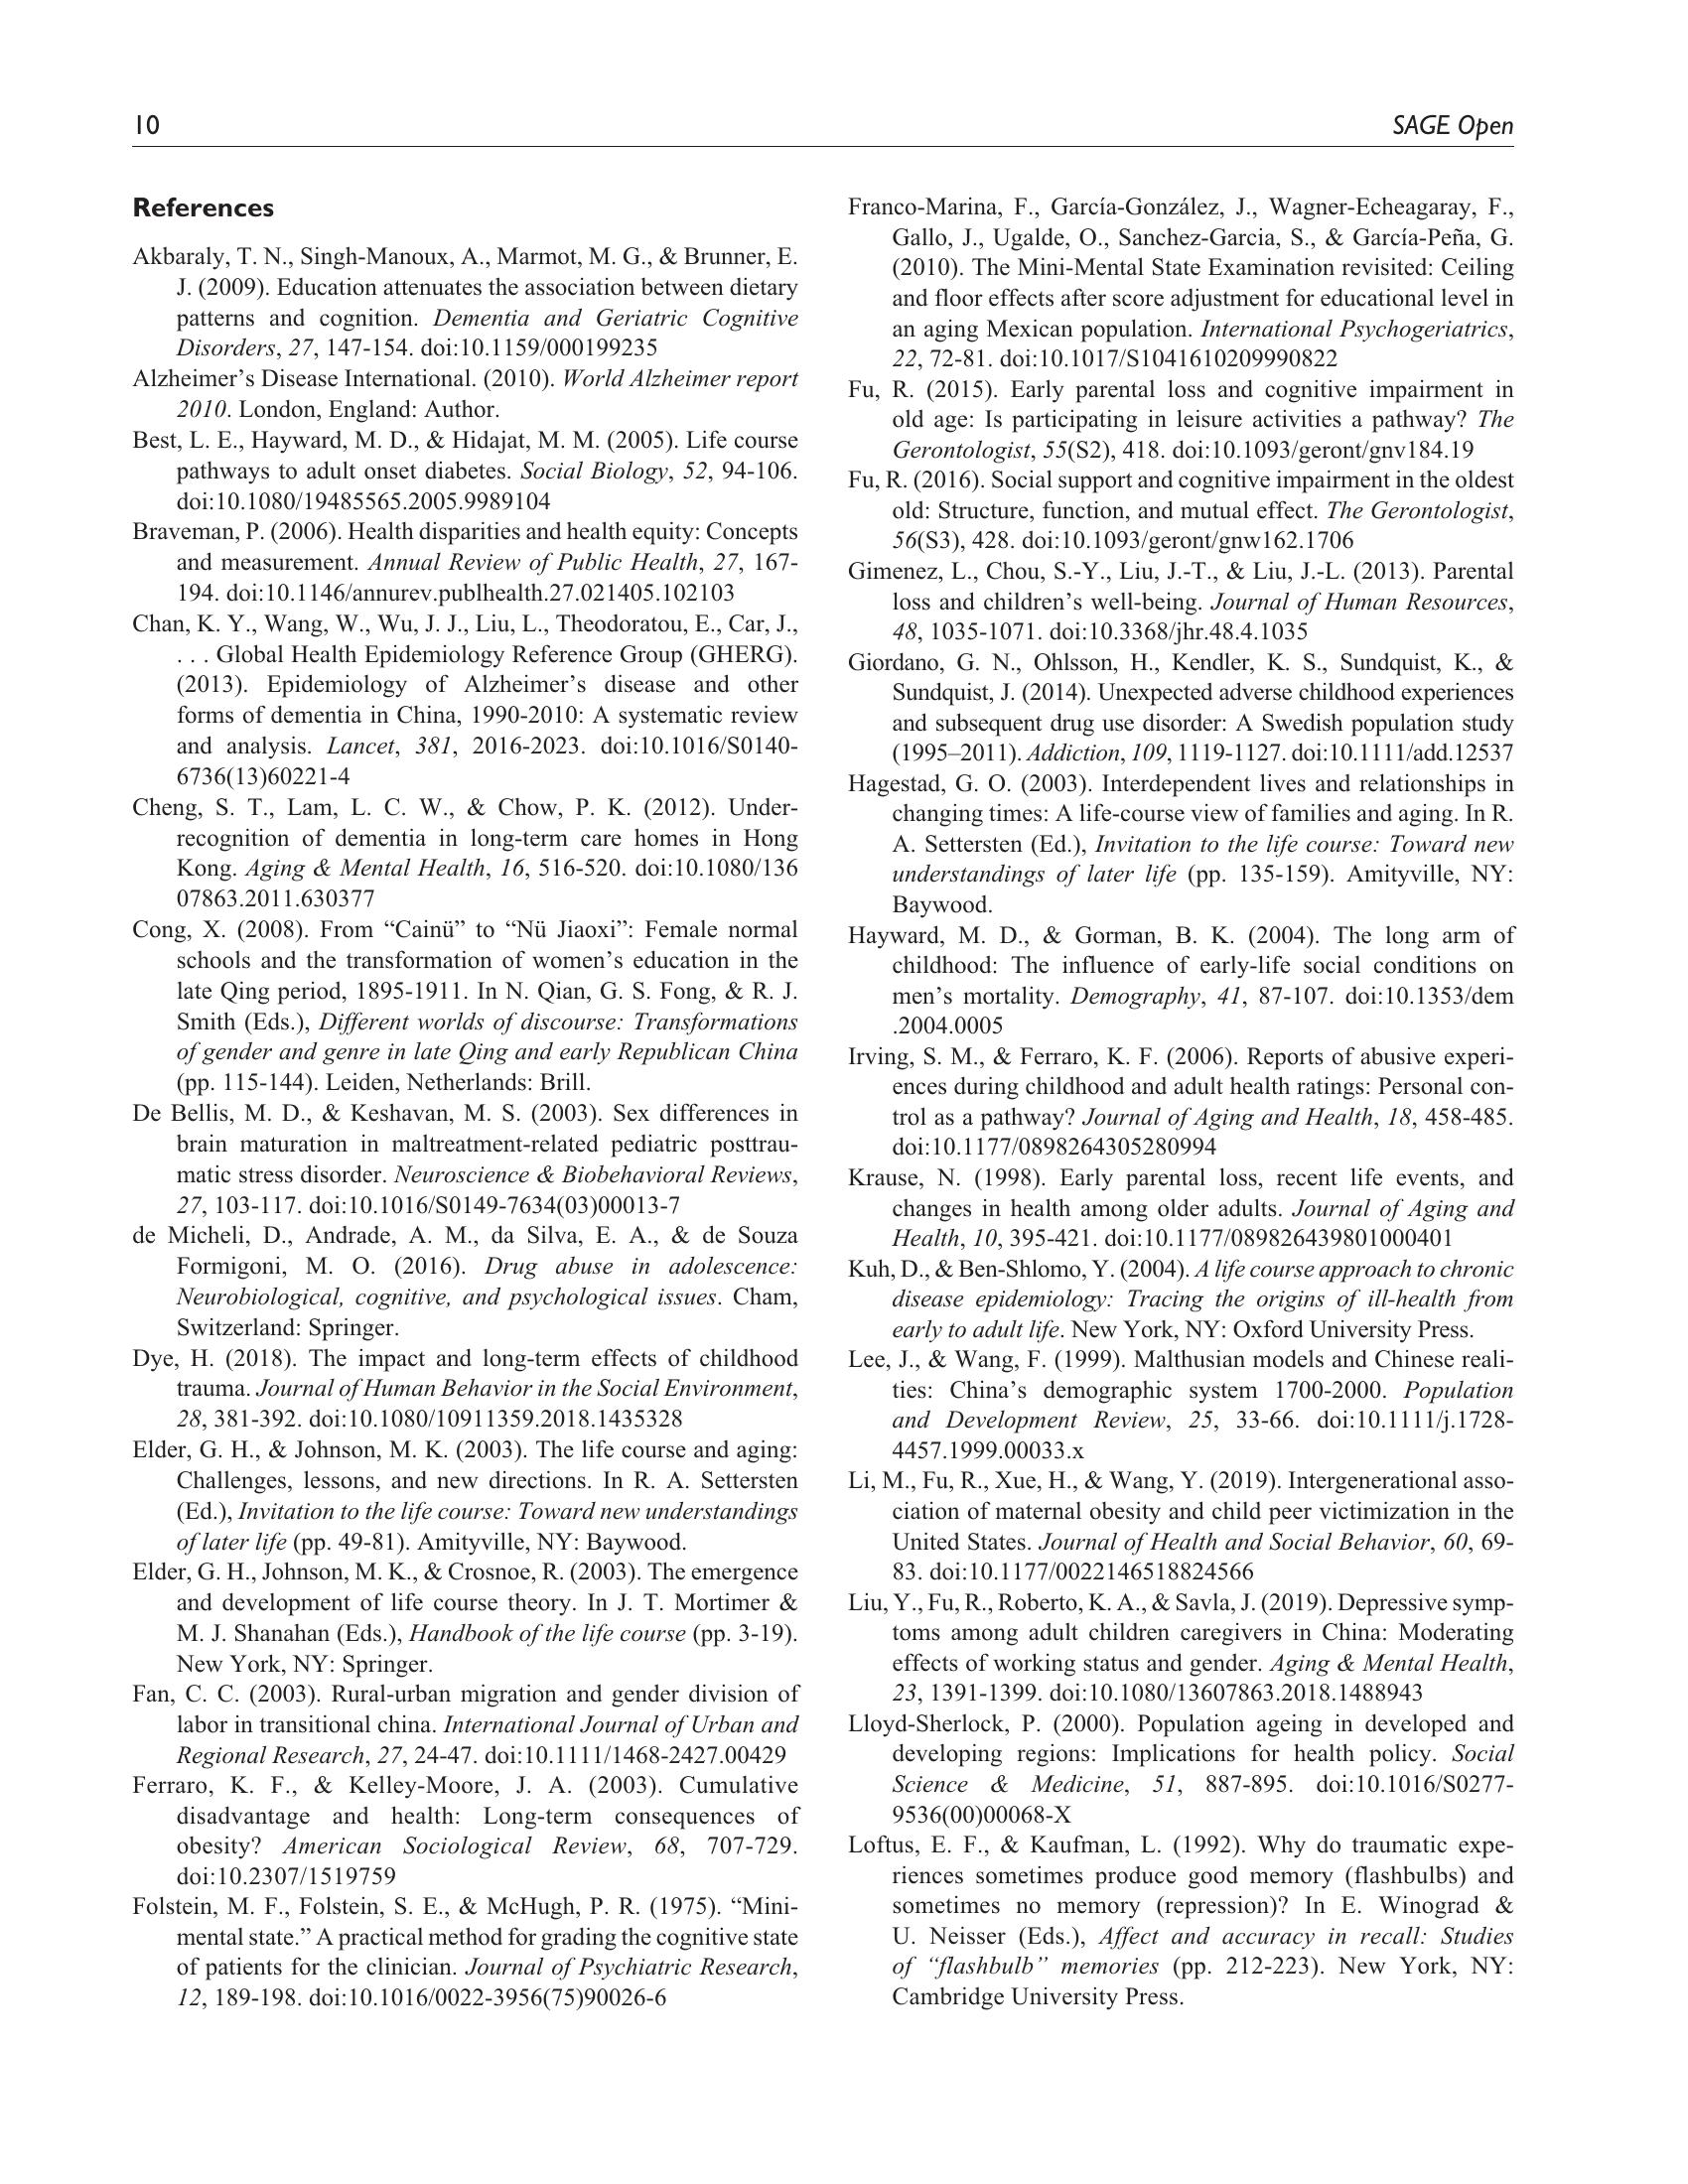 10
SAGE Open
References
Akbaraly, T. N., Singh-Manoux, A., Marmot, M. G., & Brunner, E.
J. (2009). Education attenuates the association between dietary
patterns and cognition. Dementia and Geriatric Cognitive
Disorders, 27, 147-154. doi:10.1159/000199235
Alzheimer’s Disease International. (2010). World Alzheimer report
2010. London, England: Author.
Best, L. E., Hayward, M. D., & Hidajat, M. M. (2005). Life course
pathways to adult onset diabetes. Social Biology, 52, 94-106.
doi:10.1080/19485565.2005.9989104
Braveman, P. (2006). Health disparities and health equity: Concepts
and measurement. Annual Review of Public Health, 27, 167-
194. doi:10.1146/annurev.publhealth.27.021405.102103
Chan, K. Y., Wang, W., Wu, J. J., Liu, L., Theodoratou, E., Car, J.,
. . . Global Health Epidemiology Reference Group (GHERG).
(2013). Epidemiology of Alzheimer’s disease and other
forms of dementia in China, 1990-2010: A systematic review
and analysis. Lancet, 381, 2016-2023. doi:10.1016/S0140-
6736(13)60221-4
Cheng, S. T., Lam, L. C. W., & Chow, P. K. (2012). Under-
recognition of dementia in long-term care homes in Hong
Kong. Aging & Mental Health, 16, 516-520. doi:10.1080/136
07863.2011.630377
Cong, X. (2008). From “Cainü” to “Nü Jiaoxi”: Female normal
schools and the transformation of women’s education in the
late Qing period, 1895-1911. In N. Qian, G. S. Fong, & R. J.
Smith (Eds.), Different worlds of discourse: Transformations
of gender and genre in late Qing and early Republican China
(pp. 115-144). Leiden, Netherlands: Brill.
De Bellis, M. D., & Keshavan, M. S. (2003). Sex differences in
brain maturation in maltreatment-related pediatric posttrau-
matic stress disorder. Neuroscience & Biobehavioral Reviews,
27, 103-117. doi:10.1016/S0149-7634(03)00013-7
de Micheli, D., Andrade, A. M., da Silva, E. A., & de Souza
Formigoni, M. O. (2016). Drug abuse in adolescence:
Neurobiological, cognitive, and psychological issues. Cham,
Switzerland: Springer.
Dye, H. (2018). The impact and long-term effects of childhood
trauma. Journal of Human Behavior in the Social Environment,
28, 381-392. doi:10.1080/10911359.2018.1435328
Elder, G. H., & Johnson, M. K. (2003). The life course and aging:
Challenges, lessons, and new directions. In R. A. Settersten
(Ed.), Invitation to the life course: Toward new understandings
of later life (pp. 49-81). Amityville, NY: Baywood.
Elder, G. H., Johnson, M. K., & Crosnoe, R. (2003). The emergence
and development of life course theory. In J. T. Mortimer &
M. J. Shanahan (Eds.), Handbook of the life course (pp. 3-19).
New York, NY: Springer.
Fan, C. C. (2003). Rural-urban migration and gender division of
labor in transitional china. International Journal of Urban and
Regional Research, 27, 24-47. doi:10.1111/1468-2427.00429
Ferraro, K. F., & Kelley-Moore, J. A. (2003). Cumulative
disadvantage and health: Long-term consequences of
obesity? American Sociological Review, 68, 707-729.
doi:10.2307/1519759
Folstein, M. F., Folstein, S. E., & McHugh, P. R. (1975). “Mini-
mental state.” A practical method for grading the cognitive state
of patients for the clinician. Journal of Psychiatric Research,
12, 189-198. doi:10.1016/0022-3956(75)90026-6
Franco-Marina, F., García-González, J., Wagner-Echeagaray, F.,
Gallo, J., Ugalde, O., Sanchez-Garcia, S., & García-Peña, G.
(2010). The Mini-Mental State Examination revisited: Ceiling
and floor effects after score adjustment for educational level in
an aging Mexican population. International Psychogeriatrics,
22, 72-81. doi:10.1017/S1041610209990822
Fu, R. (2015). Early parental loss and cognitive impairment in
old age: Is participating in leisure activities a pathway? The
Gerontologist, 55(S2), 418. doi:10.1093/geront/gnv184.19
Fu, R. (2016). Social support and cognitive impairment in the oldest
old: Structure, function, and mutual effect. The Gerontologist,
56(S3), 428. doi:10.1093/geront/gnw162.1706
Gimenez, L., Chou, S.-Y., Liu, J.-T., & Liu, J.-L. (2013). Parental
loss and children’s well-being. Journal of Human Resources,
48, 1035-1071. doi:10.3368/jhr.48.4.1035
Giordano, G. N., Ohlsson, H., Kendler, K. S., Sundquist, K., &
Sundquist, J. (2014). Unexpected adverse childhood experiences
and subsequent drug use disorder: A Swedish population study
(1995–2011). Addiction, 109, 1119-1127. doi:10.1111/add.12537
Hagestad, G. O. (2003). Interdependent lives and relationships in
changing times: A life-course view of families and aging. In R.
A. Settersten (Ed.), Invitation to the life course: Toward new
understandings of later life (pp. 135-159). Amityville, NY:
Baywood.
Hayward, M. D., & Gorman, B. K. (2004). The long arm of
childhood: The influence of early-life social conditions on
men’s mortality. Demography, 41, 87-107. doi:10.1353/dem
.2004.0005
Irving, S. M., & Ferraro, K. F. (2006). Reports of abusive experi-
ences during childhood and adult health ratings: Personal con-
trol as a pathway? Journal of Aging and Health, 18, 458-485.
doi:10.1177/0898264305280994
Krause, N. (1998). Early parental loss, recent life events, and
changes in health among older adults. Journal of Aging and
Health, 10, 395-421. doi:10.1177/089826439801000401
Kuh, D., & Ben-Shlomo, Y. (2004). A life course approach to chronic
disease epidemiology: Tracing the origins of ill-health from
early to adult life. New York, NY: Oxford University Press.
Lee, J., & Wang, F. (1999). Malthusian models and Chinese reali-
ties: China’s demographic system 1700-2000. Population
and Development Review, 25, 33-66. doi:10.1111/j.1728-
4457.1999.00033.x
Li, M., Fu, R., Xue, H., & Wang, Y. (2019). Intergenerational asso-
ciation of maternal obesity and child peer victimization in the
United States. Journal of Health and Social Behavior, 60, 69-
83. doi:10.1177/0022146518824566
Liu, Y., Fu, R., Roberto, K. A., & Savla, J. (2019). Depressive symp-
toms among adult children caregivers in China: Moderating
effects of working status and gender. Aging & Mental Health,
23, 1391-1399. doi:10.1080/13607863.2018.1488943
Lloyd-Sherlock, P. (2000). Population ageing in developed and
developing regions: Implications for health policy. Social
Science & Medicine, 51, 887-895. doi:10.1016/S0277-
9536(00)00068-X
Loftus, E. F., & Kaufman, L. (1992). Why do traumatic expe-
riences sometimes produce good memory (flashbulbs) and
sometimes no memory (repression)? In E. Winograd &
U. Neisser (Eds.), Affect and accuracy in recall: Studies
of “flashbulb” memories (pp. 212-223). New York, NY:
Cambridge University Press.